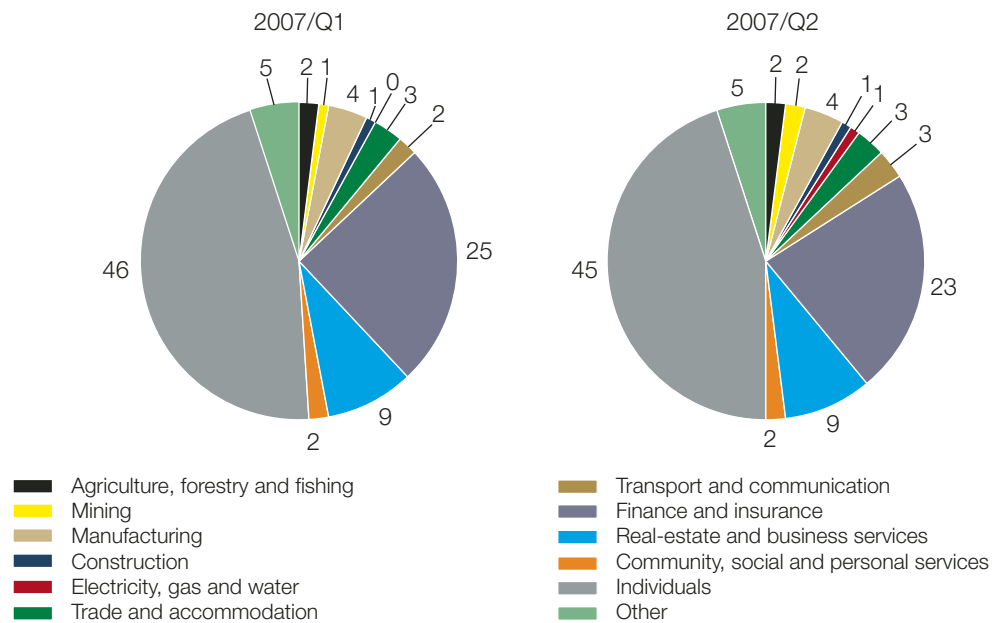 2007/Q1
5 2 1 4 1 0 3 2
25
46
9
2
2007/Q2
5 2 2 4 1 1 3 3
45
23
9
2
Agriculture, forestry and fishing
Mining
Manufacturing
Construction
Electricity, gas and water
Trade and accommodation
Transport and communication
Finance and insurance
Real-estate and business services
Community, social and personal services
Individuals
Other